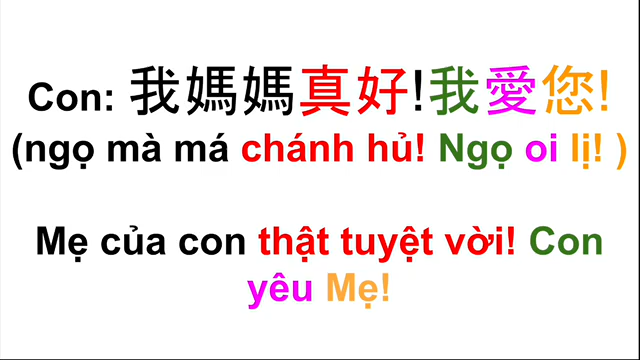 Con: 我媽媽真好!我愛您!
(ngọ mà má chánh hủ! Ngọ oi lị! )
Mẹ của con thật tuyệt vời! Con
yêu Mẹ!